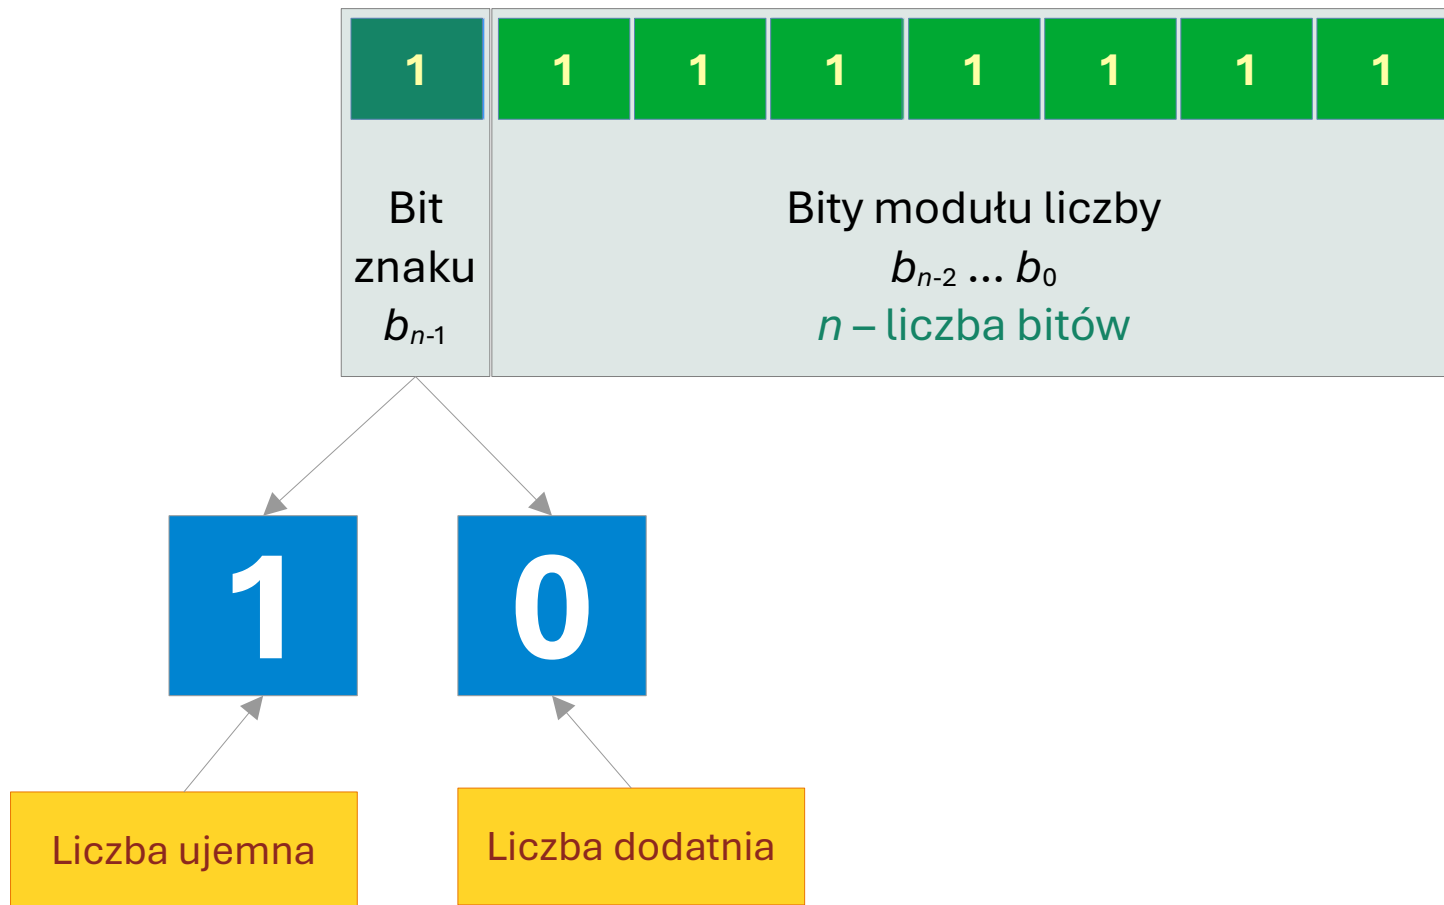 1 1 1 1 1 1 1 1
Bit
znaku
bn-1
Bity modułu liczby
bn-2 ... b0
n – liczba bitów
1 0
Liczba ujemna
Liczba dodatnia